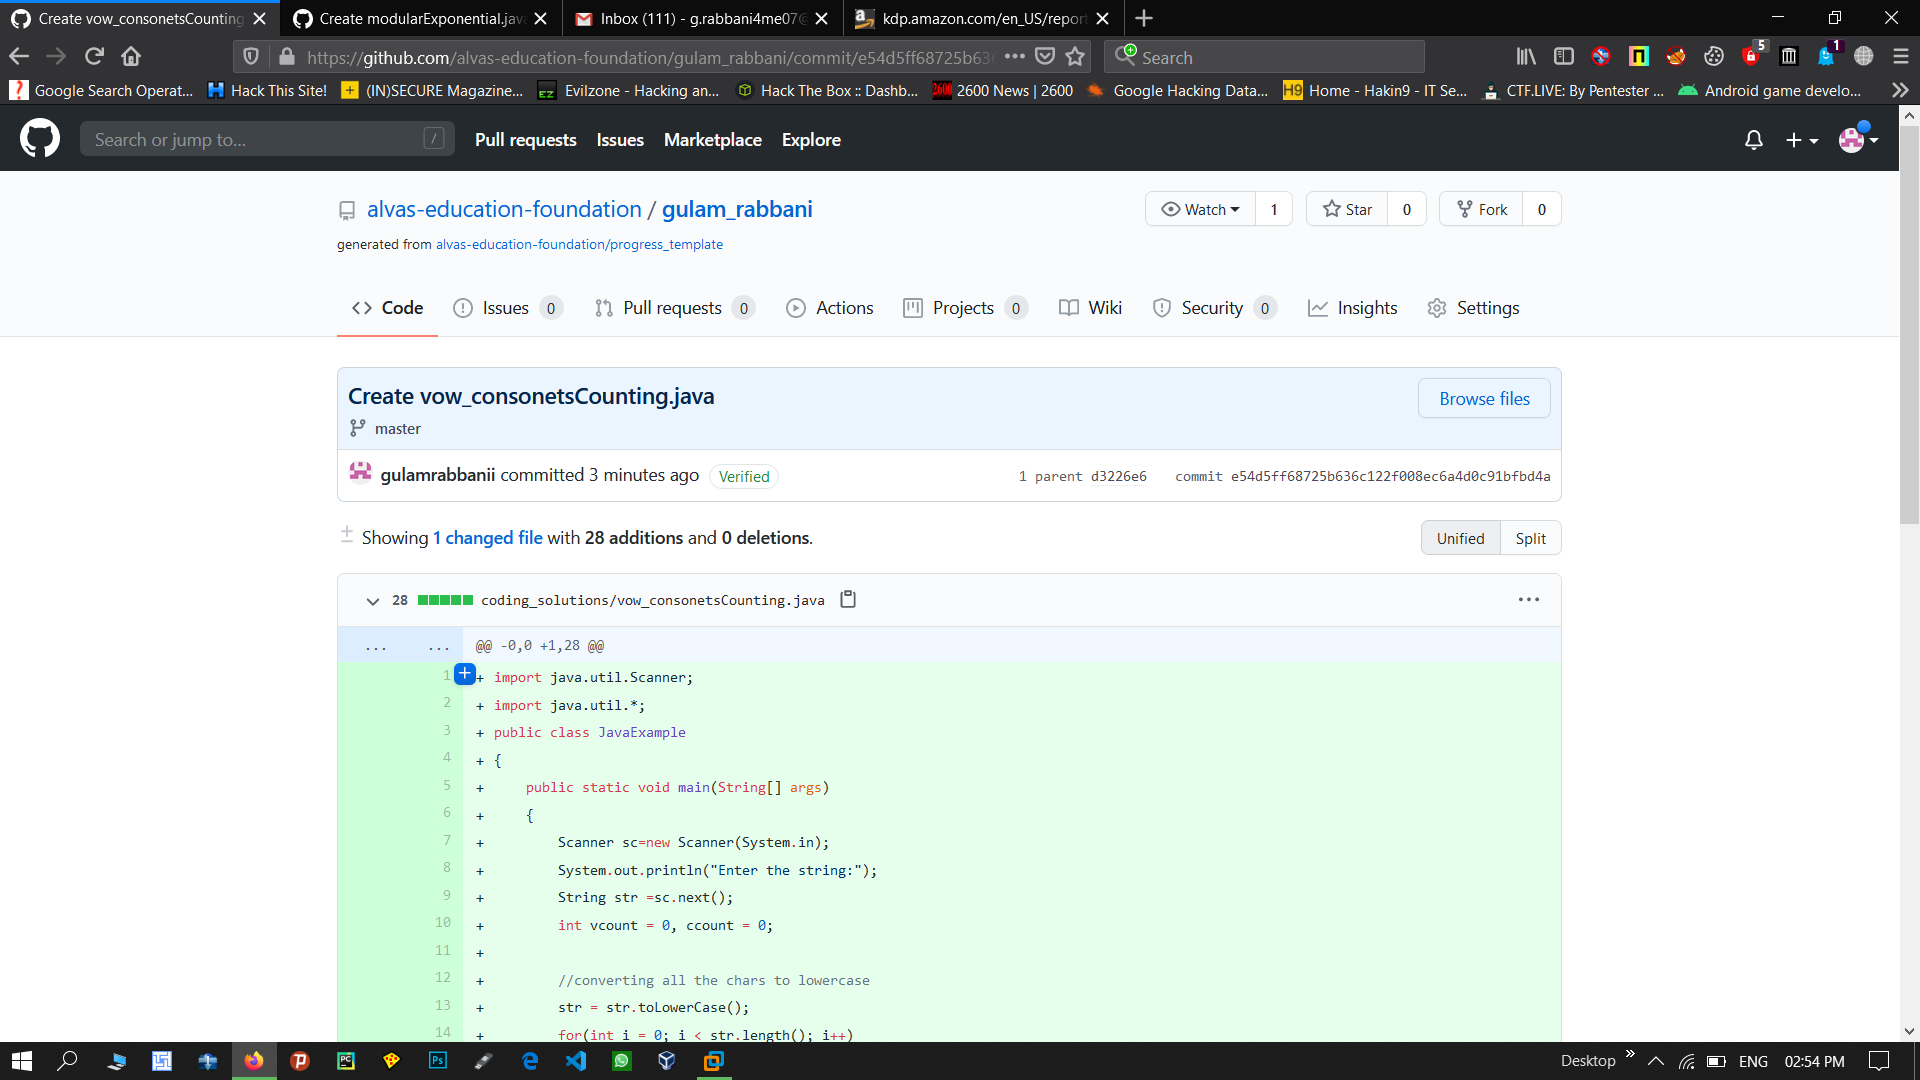 Create vow_consonetsCounting
Create modularExponential.java
Inbox (111) - g.rabbani4me07@
kdp.amazon.com/en_US/report
https://github.com/alvas-education-foundation/gulam_rabbani/commit/e54d5ff68725b636
Search
5
1
Google Search Operat...
Hack This Site!
(IN)SECURE Magazine...
EZ
Evilzone - Hacking an...
Hack The Box :: Dashb...
2600
2600 News | 2600
Google Hacking Data...
H9
Home - Hakin9 - IT Se...
CTF.LIVE: By Pentester ...
Android game develo...
Search or jump to...
/
Pull requests
Issues
Marketplace
Explore
alvas-education-foundation / gulam_rabbani
Watch
1
Star
0
Fork
0
generated from alvas-education-foundation/progress_template
Code
Issues 0
Pull requests 0
Actions
Projects 0
Wiki
Security 0
Insights
Settings
Create vow_consonetsCounting.java
Browse files
master
gulamrabbanii committed 3 minutes ago
Verified
1 parent d3226e6
commit e54d5ff68725b636c122f008ec6a4d0c91bfbd4a
Showing 1 changed file with 28 additions and 0 deletions.
Unified
Split
28
coding_solutions/vow_consonetsCounting.java
... ... @@ -0,0 +1,28 @@
1 + import java.util.Scanner;
2 + import java.util.*;
3 + public class JavaExample
4 + {
5 + public static void main(String[] args)
6 + {
7 + Scanner sc=new Scanner(System.in);
8 + System.out.println("Enter the string:");
9 + String str =sc.next();
10 + int vcount = 0, ccount = 0;
11 +
12 + //converting all the chars to lowercase
13 + str = str.toLowerCase();
14 + for(int i = 0; i < str.length(); i++)
PC
Ps
Desktop
ENG
02:54 PM